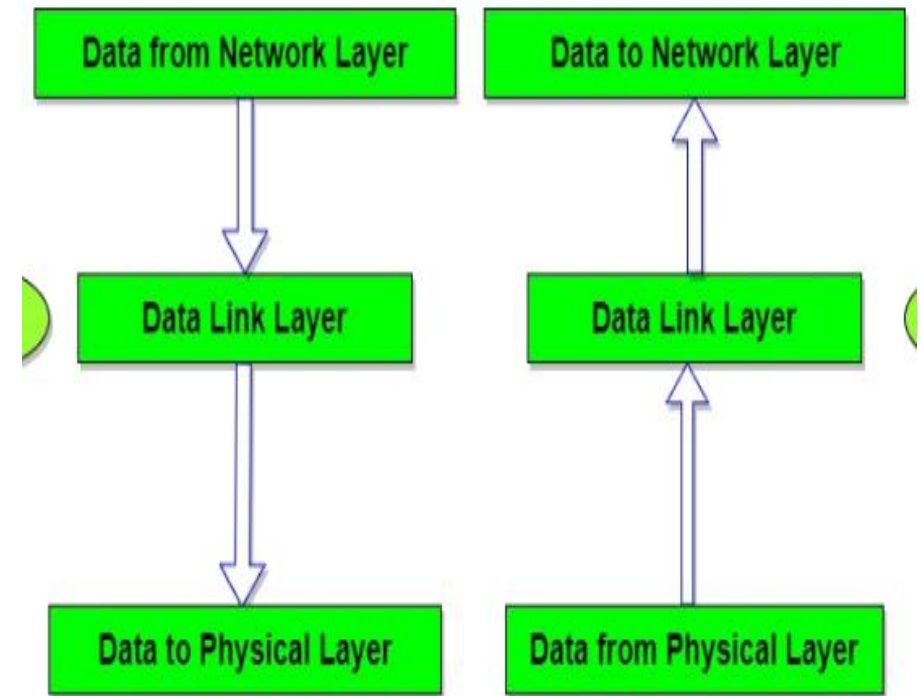 Data from Network Layer
Data to Network Layer
Data Link Layer
Data Link Layer
Data to Physical Layer
Data from Physical Layer